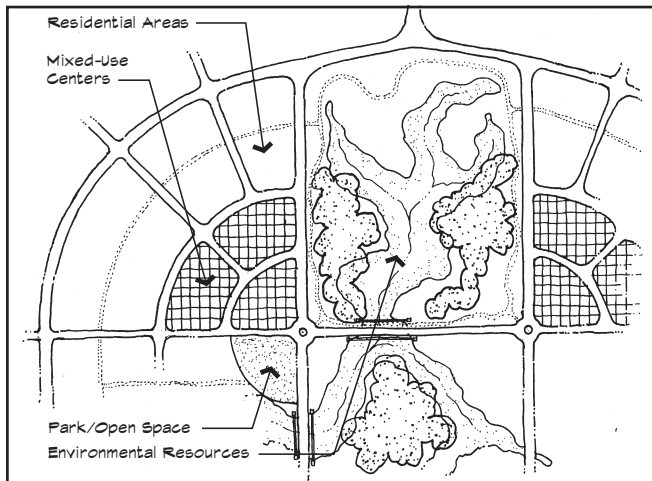 Residential Areas
Mixed-Use
Centers
Park/Open Space
Environmental Resources